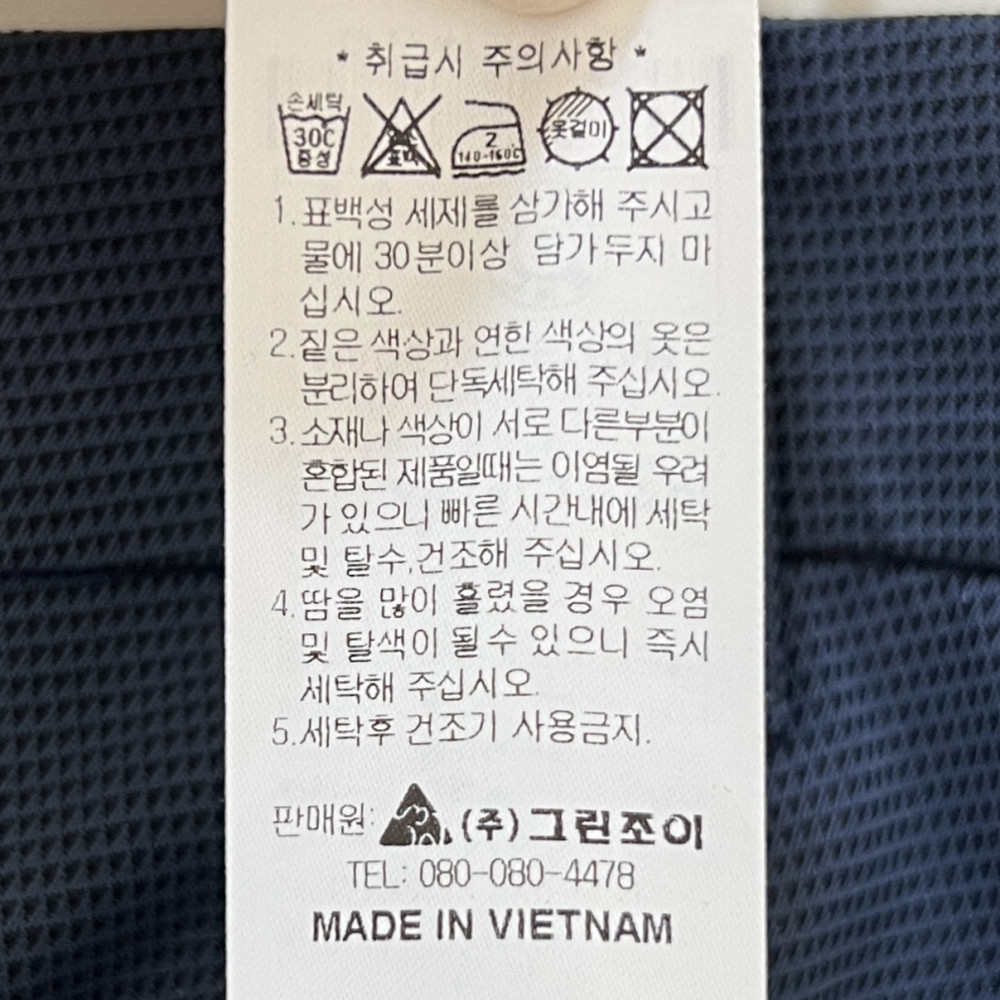 * 취급시 주의사항 *
손세탁
30C
중성
표백
2
140-160℃
옷걸이
1. 표백성 세제를 삼가해 주시고
물에 30분이상 담가두지 마
십시오.
2. 짙은 색상과 연한 색상의 옷은
분리하여 단독세탁해 주십시오.
3. 소재나 색상이 서로 다른부분이
혼합된 제품일때는 이염될 우려
가 있으니 빠른 시간내에 세탁
및 탈수,건조해 주십시오.
4. 땀을 많이 흘렸을 경우 오염
및 탈색이 될수 있으니 즉시
세탁해 주십시오.
5. 세탁후 건조기 사용금지.
판매원: (주)그린조이
TEL: 080-080-4478
MADE IN VIETNAM